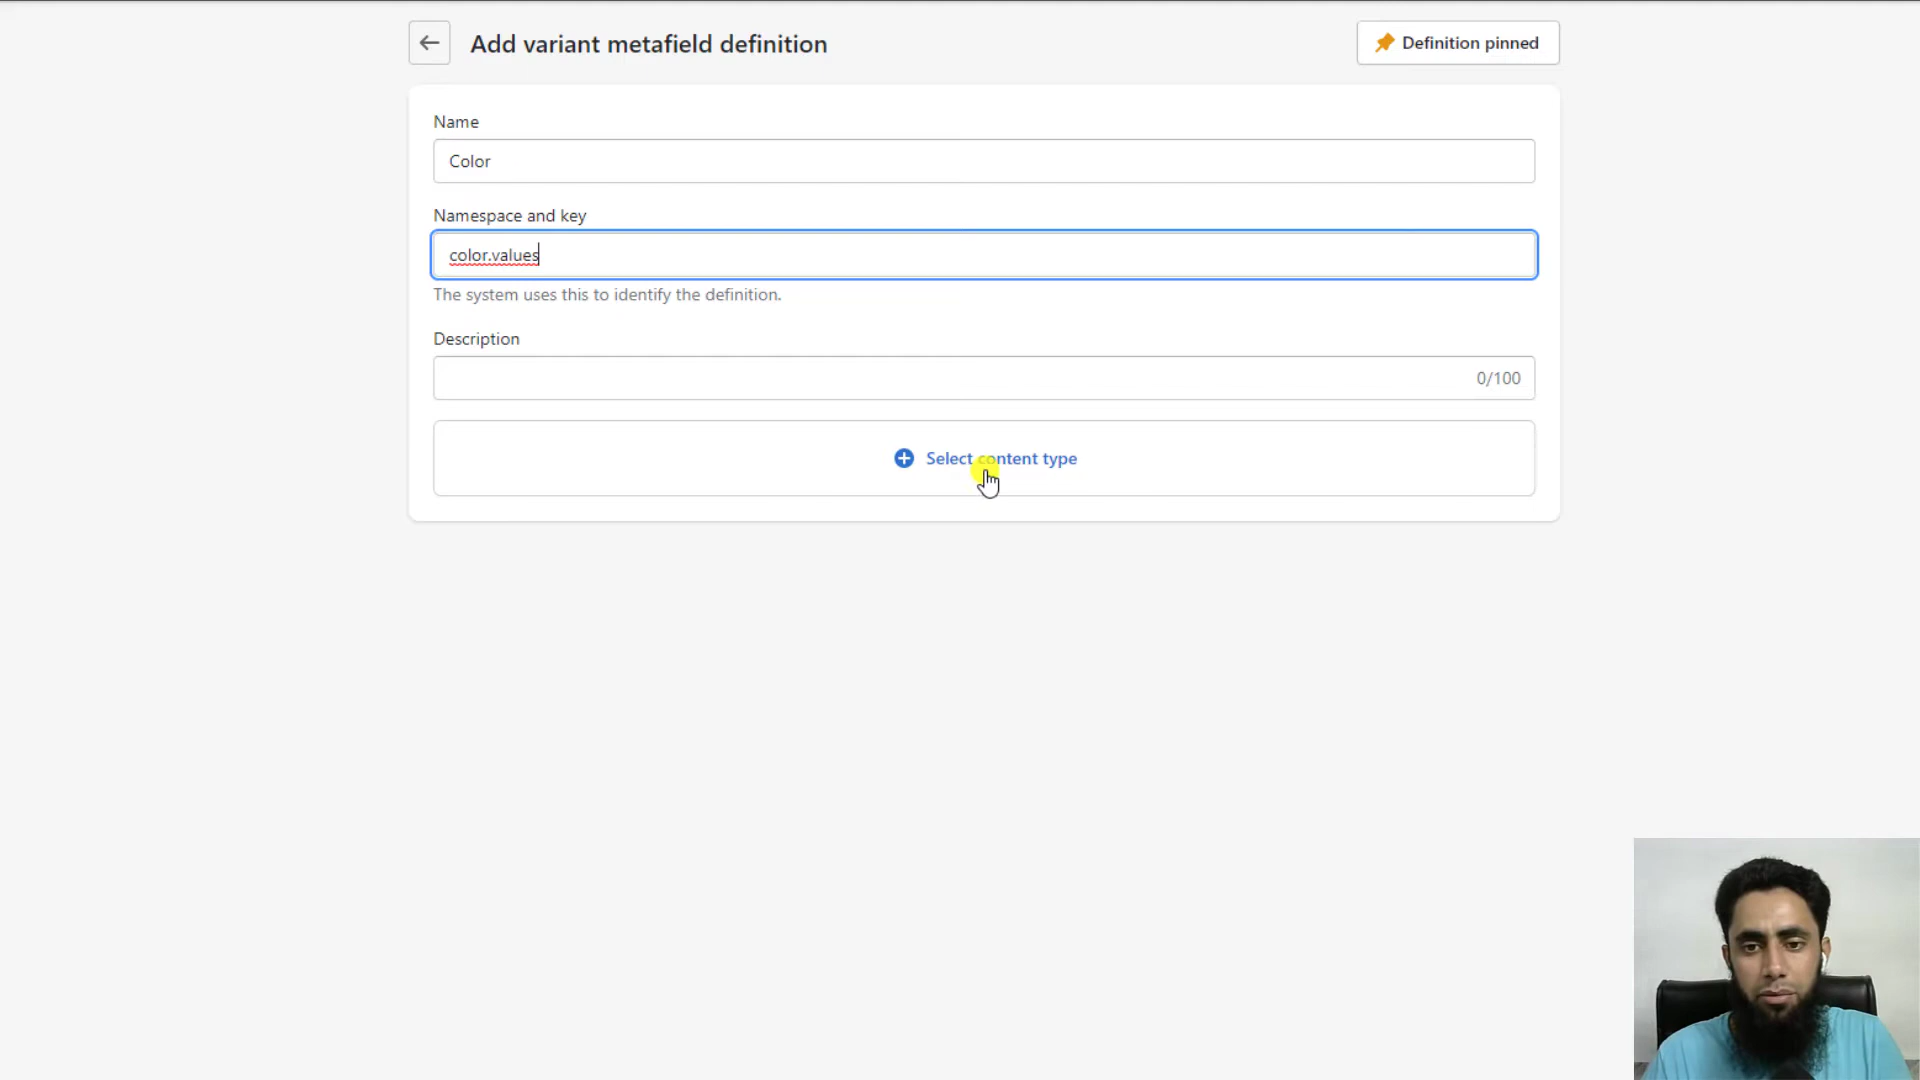 Add variant metafield definition
Definition pinned
Name
Color
Namespace and key
color.values
The system uses this to identify the definition.
Description
0/100
Select content type